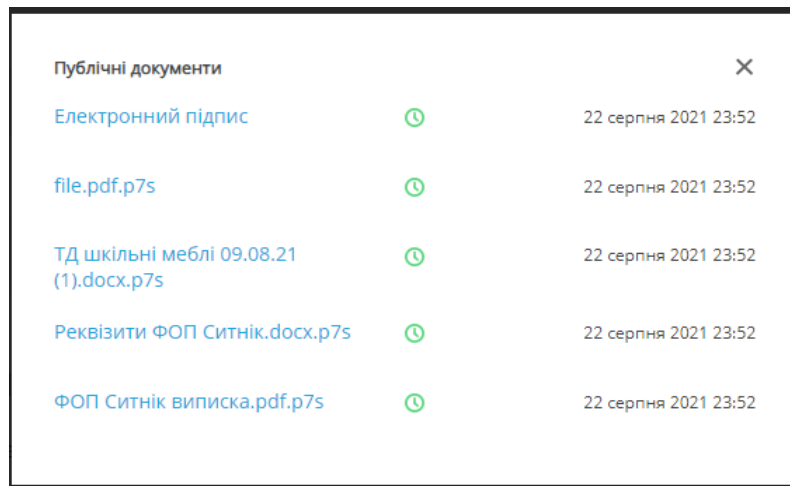 Публічні документи
Електронний підпис 22 серпня 2021 23:52
file.pdf.p7s 22 серпня 2021 23:52
ТД шкільні меблі 09.08.21 22 серпня 2021 23:52
(1).docx.p7s
Реквізити ФОП Ситнік.docx.p7s 22 серпня 2021 23:52
ФОП Ситнік виписка.pdf.p7s 22 серпня 2021 23:52